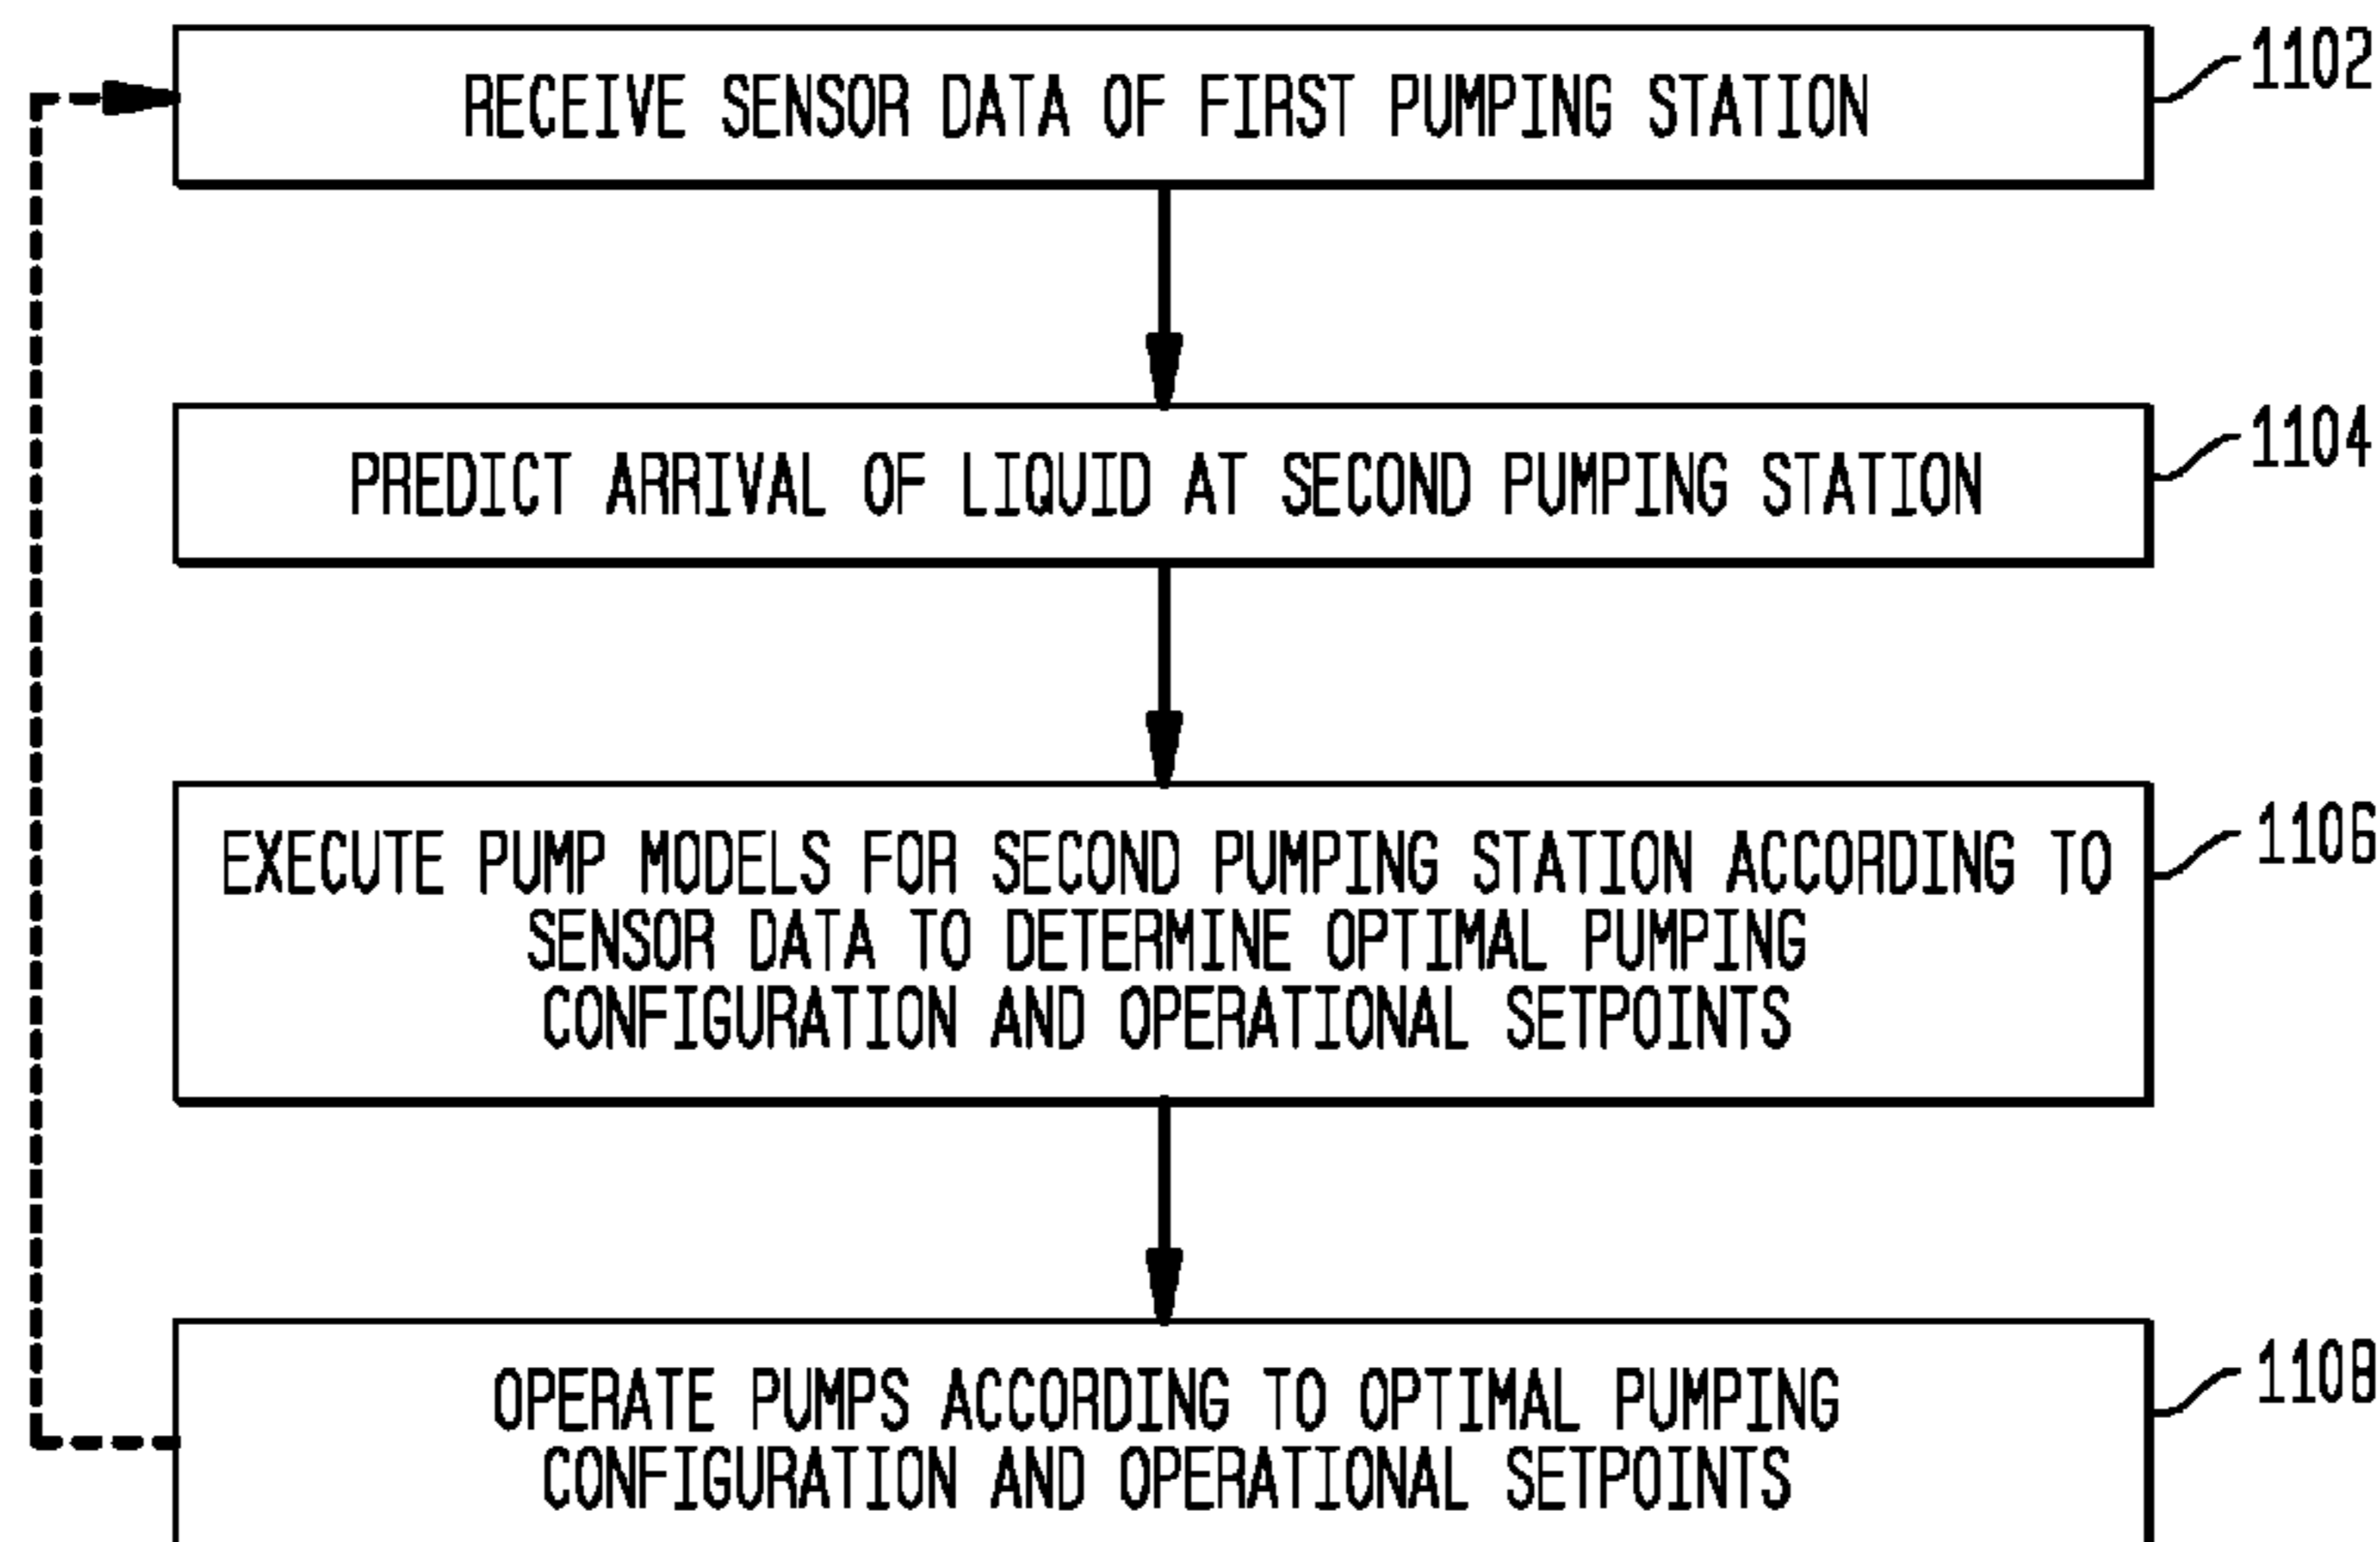 RECEIVE SENSOR DATA OF FIRST PUMPING STATION
1102
PREDICT ARRIVAL OF LIQUID AT SECOND PUMPING STATION
1104
EXECUTE PUMP MODELS FOR SECOND PUMPING STATION ACCORDING TO
SENSOR DATA TO DETERMINE OPTIMAL PUMPING
CONFIGURATION AND OPERATIONAL SETPOINTS
1106
OPERATE PUMPS ACCORDING TO OPTIMAL PUMPING
CONFIGURATION AND OPERATIONAL SETPOINTS
1108